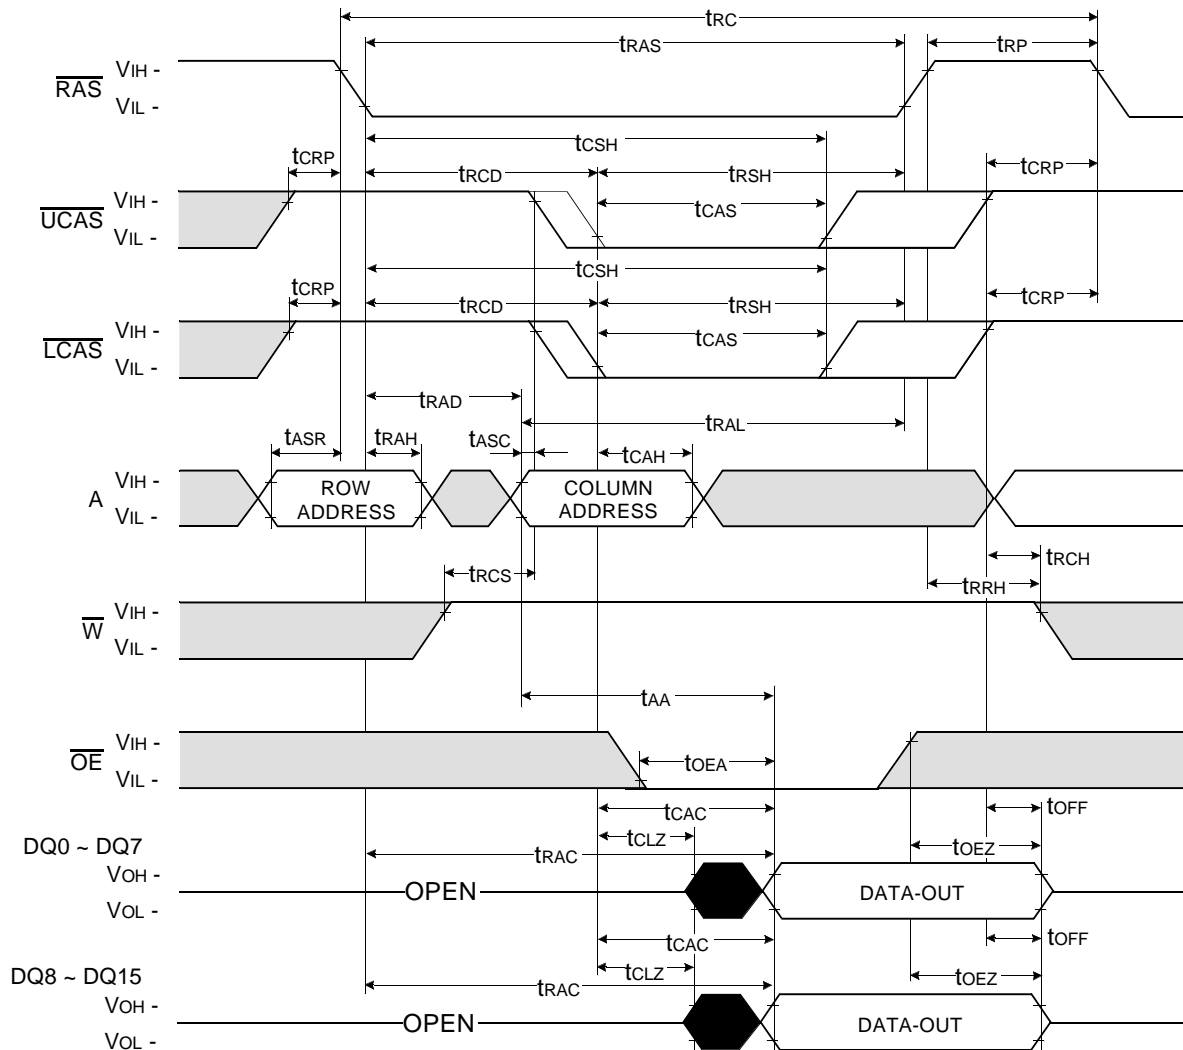 tRC
tRAS tRP
RAS VIH -
VIL -
tCSH
tCRP tRCD tRSH tCRP
UCAS VIH -
VIL -
tCAS
tCSH
tCRP tRCD tRSH tCRP
LCAS VIH -
VIL -
tCAS
tRAD
tRAL
tASR tRAH tASC tCAH
A VIH -
VIL -
ROW
ADDRESS
COLUMN
ADDRESS
tRCS tRCH
tRRH
W VIH -
VIL -
tAA
OE VIH -
VIL -
tOEA
tCAC tOFF
DQ0 ~ DQ7
tCLZ
tRAC tOEZ
VOH -
VOL -
OPEN DATA-OUT
tCAC tOFF
DQ8 ~ DQ15
tCLZ
tRAC tOEZ
VOH -
VOL -
OPEN DATA-OUT